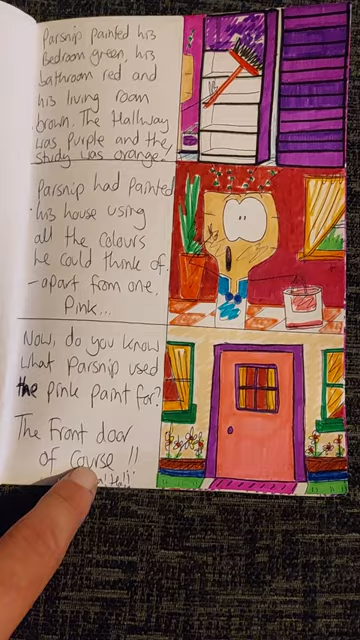 Parsnip painted his
Bedroom green, his
bathroom red and
his living room
brown. The Hallway
was Purple and the
study was orange.
Parsnip had Painted
his house using
all the colours
he could think of.
- apart from one.
Pink...
Now, do you know
what Parsnip used
the pink paint for?
The Front door
of course !!